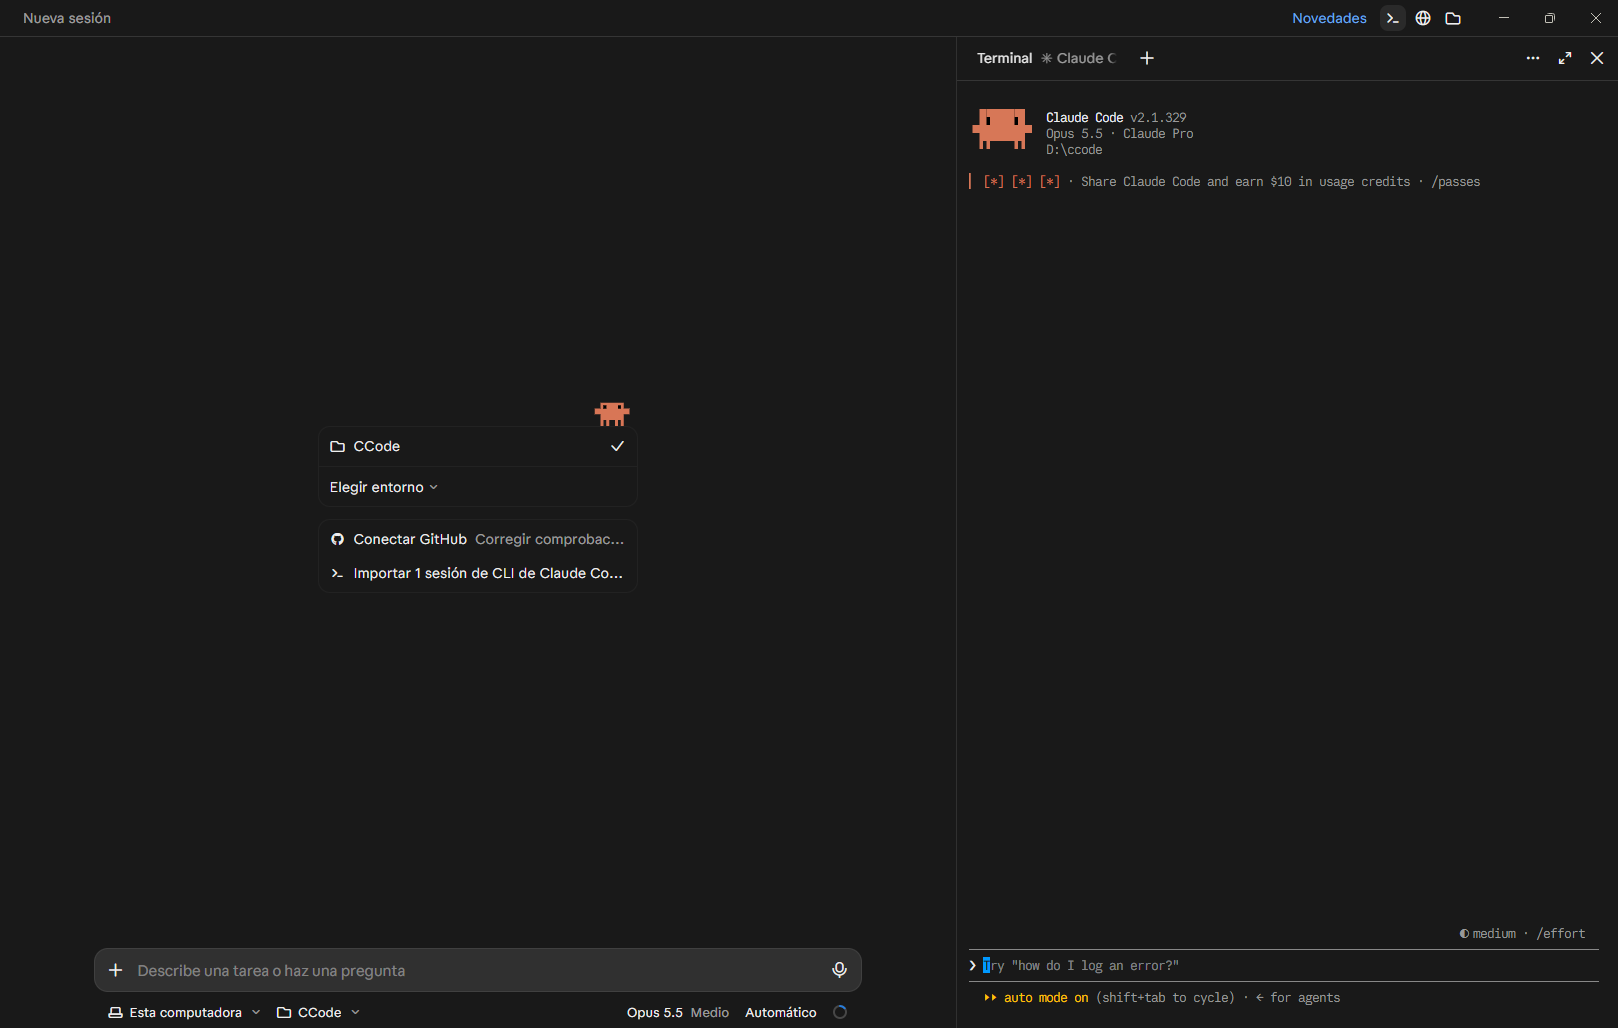 Nueva sesión
Novedades
Terminal ✳ Claude C
Claude Code v2.1.329
Opus 5.5 · Claude Pro
D:\ccode
[*] [*] [*] · Share Claude Code and earn $10 in usage credits · /passes
CCode
Elegir entorno
Conectar GitHub Corregir comprobac...
Importar 1 sesión de CLI de Claude Co...
medium · /effort
Describe una tarea o haz una pregunta
❯ Try "how do I log an error?"
auto mode on (shift+tab to cycle) · ← for agents
Esta computadora CCode Opus 5.5 Medio Automático